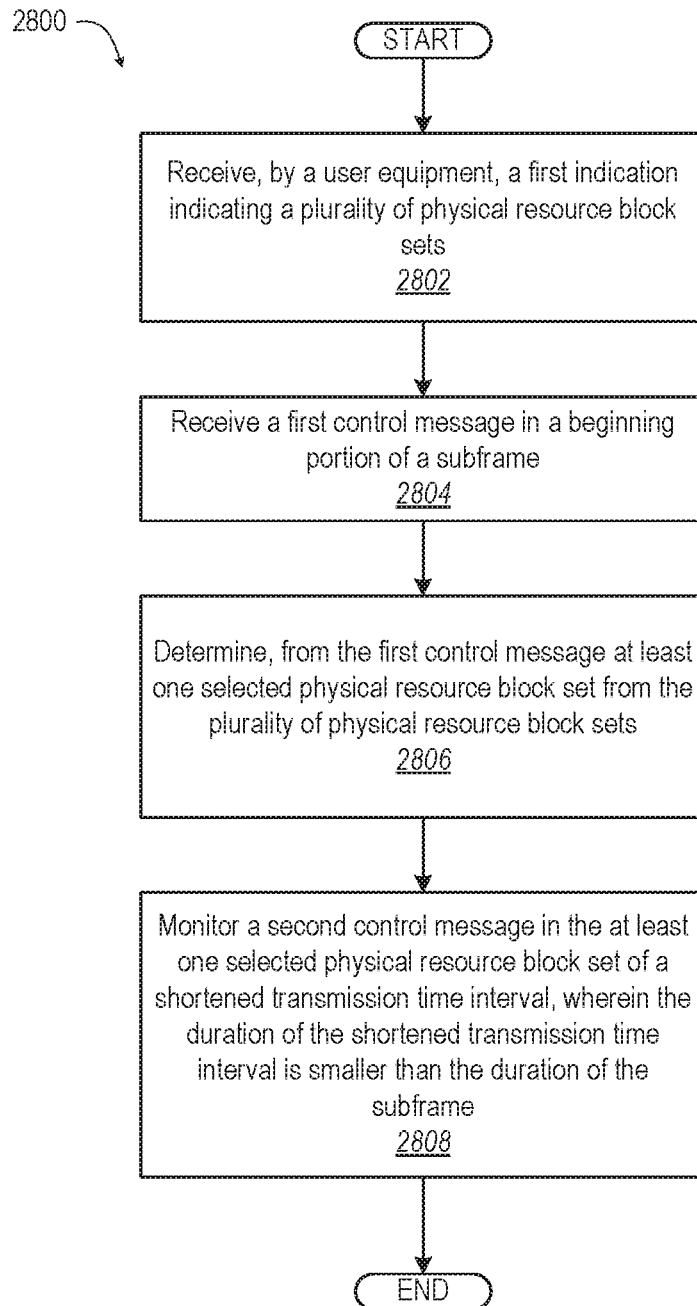 2800
START
Receive, by a user equipment, a first indication
indicating a plurality of physical resource block
sets
2802
Receive a first control message in a beginning
portion of a subframe
2804
Determine, from the first control message at least
one selected physical resource block set from the
plurality of physical resource block sets
2806
Monitor a second control message in the at least
one selected physical resource block set of a
shortened transmission time interval, wherein the
duration of the shortened transmission time
interval is smaller than the duration of the
subframe
2808
END